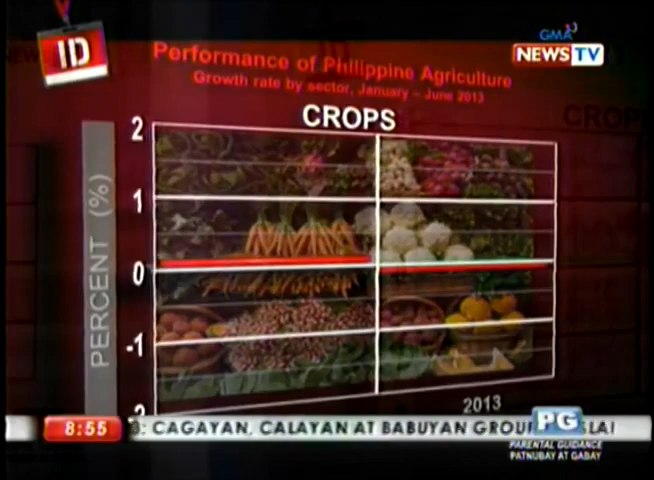 ID
GMA
NEWS TV
Performance of Philippine Agriculture
Growth rate by sector, January - June 2013
CROPS
2
1
0
-1
PERCENT (%)
2013
8:55
3: CAGAYAN, CALAYAN AT BABUYAN GROUP
PG
PARENTAL GUIDANCE
PATNUBAY AT GABAY